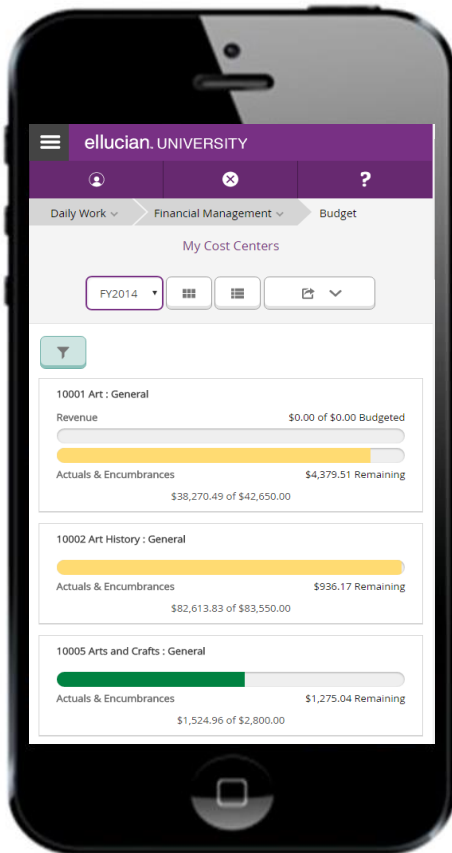 ellucian. UNIVERSITY
?
Daily Work Financial Management Budget
My Cost Centers
FY2014
10001 Art : General
Revenue $0.00 of $0.00 Budgeted
Actuals & Encumbrances $4,379.51 Remaining
$38,270.49 of $42,650.00
10002 Art History : General
Actuals & Encumbrances $936.17 Remaining
$82,613.83 of $83,550.00
10005 Arts and Crafts : General
Actuals & Encumbrances $1,275.04 Remaining
$1,524.96 of $2,800.00